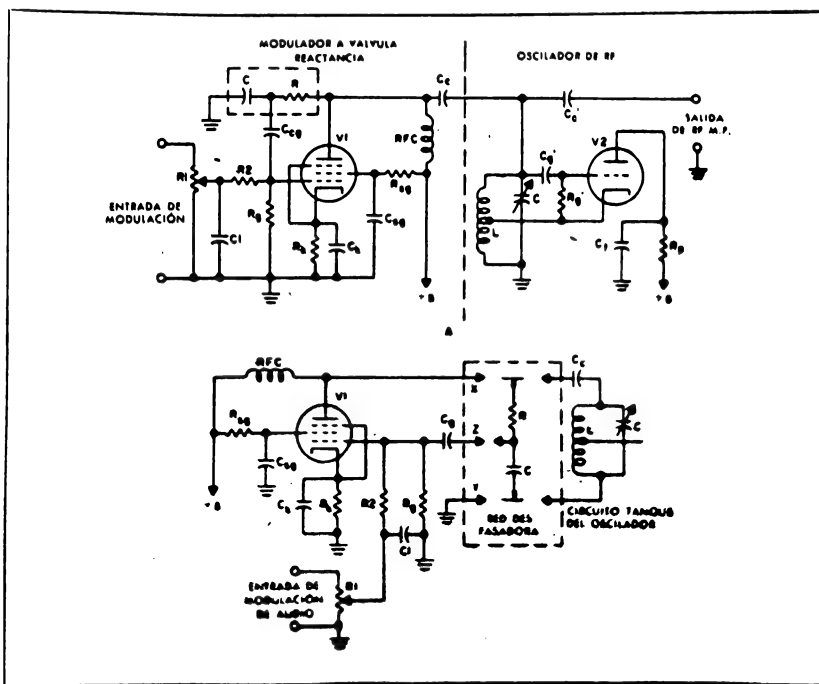 MODULADOR A VALVULA
REACTANCIA
OSCILADOR DE RF
C
R
Cc
Cc'
Ccg
V1
RFC
V2
SALIDA
DE RF M.F.
R1
R2
Rsg
Cg'
Rg'
C
L
ENTRADA DE
MODULACIÓN
Rg
C1
Rk
Ck
Csg
Cf
Rp
+B
+B
A
RFC
V1
X
Cc
Rsg
Csg
Cg
Z
R
L
C
+B
Ck
Rk
R2
Rg
C1
C
Y
RED DES
FASADORA
CIRCUITO TANQUE
DEL OSCILADOR
ENTRADA DE
MODULACIÓN
DE AUDIO
R1